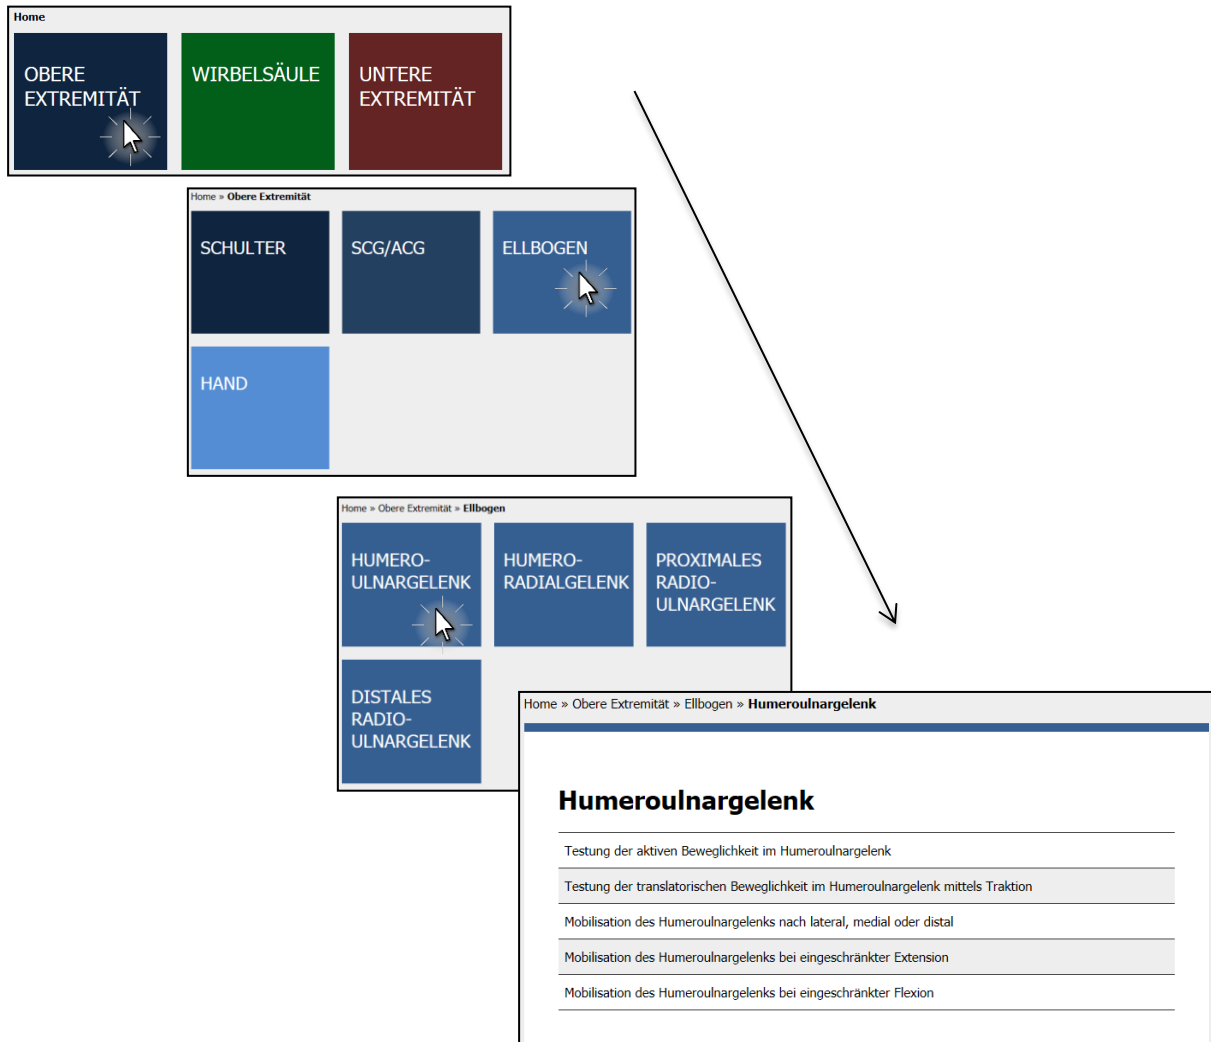 Home
OBERE
EXTREMITÄT
WIRBELSÄULE
UNTERE
EXTREMITÄT
Home » Obere Extremität
SCHULTER
SCG/ACG
ELLBOGEN
HAND
Home » Obere Extremität » Ellbogen
HUMERO-
ULNARGELENK
HUMERO-
RADIALGELENK
PROXIMALES
RADIO-
ULNARGELENK
DISTALES
RADIO-
ULNARGELENK
Home » Obere Extremität » Ellbogen » Humeroulnargelenk
Humeroulnargelenk
Testung der aktiven Beweglichkeit im Humeroulnargelenk
Testung der translatorischen Beweglichkeit im Humeroulnargelenk mittels Traktion
Mobilisation des Humeroulnargelenks nach lateral, medial oder distal
Mobilisation des Humeroulnargelenks bei eingeschränkter Extension
Mobilisation des Humeroulnargelenks bei eingeschränkter Flexion